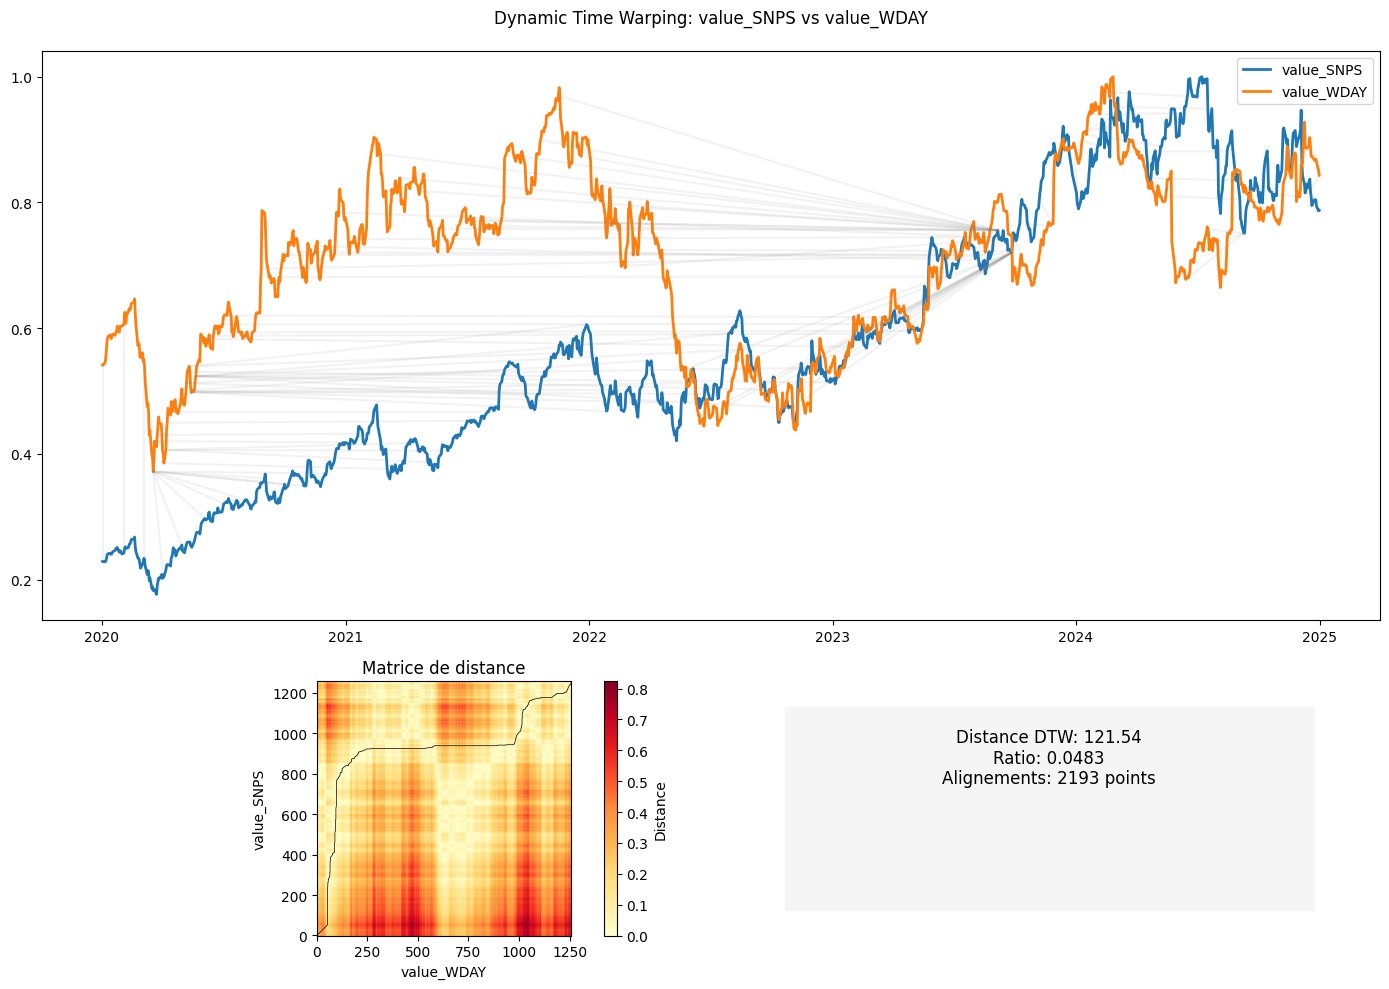 Dynamic Time Warping: value_SNPS vs value_WDAY
value_SNPS
value_WDAY
1.0
0.8
0.6
0.4
0.2
2020 2021 2022 2023 2024 2025
Matrice de distance
value_SNPS
1200
1000
800
600
400
200
0
0 250 500 750 1000 1250
value_WDAY
0.8
0.7
0.6
0.5
0.4
0.3
0.2
0.1
0.0
Distance
Distance DTW: 121.54
Ratio: 0.0483
Alignements: 2193 points